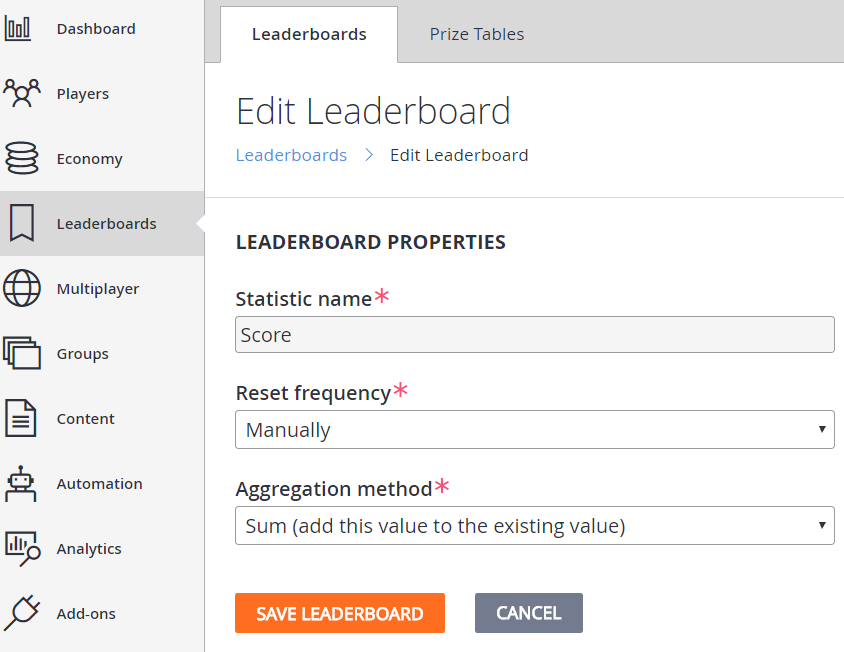 Dashboard
Players
Economy
Leaderboards
Multiplayer
Groups
Content
Automation
Analytics
Add-ons
Leaderboards Prize Tables
Edit Leaderboard
Leaderboards > Edit Leaderboard
LEADERBOARD PROPERTIES
Statistic name*
Score
Reset frequency*
Manually
Aggregation method*
Sum (add this value to the existing value)
SAVE LEADERBOARD CANCEL